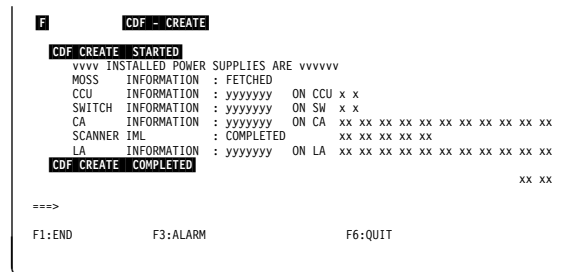 F CDF - CREATE
CDF CREATE STARTED
vvvv INSTALLED POWER SUPPLIES ARE vvvvvv
MOSS INFORMATION : FETCHED
CCU INFORMATION : yyyyyyy ON CCU x x
SWITCH INFORMATION : yyyyyyy ON SW x x
CA INFORMATION : yyyyyyy ON CA xx xx xx xx xx xx xx xx xx xx xx
SCANNER IML : COMPLETED xx xx xx xx xx
LA INFORMATION : yyyyyyy ON LA xx xx xx xx xx xx xx xx xx xx xx
CDF CREATE COMPLETED
xx xx
===>
F1:END F3:ALARM F6:QUIT